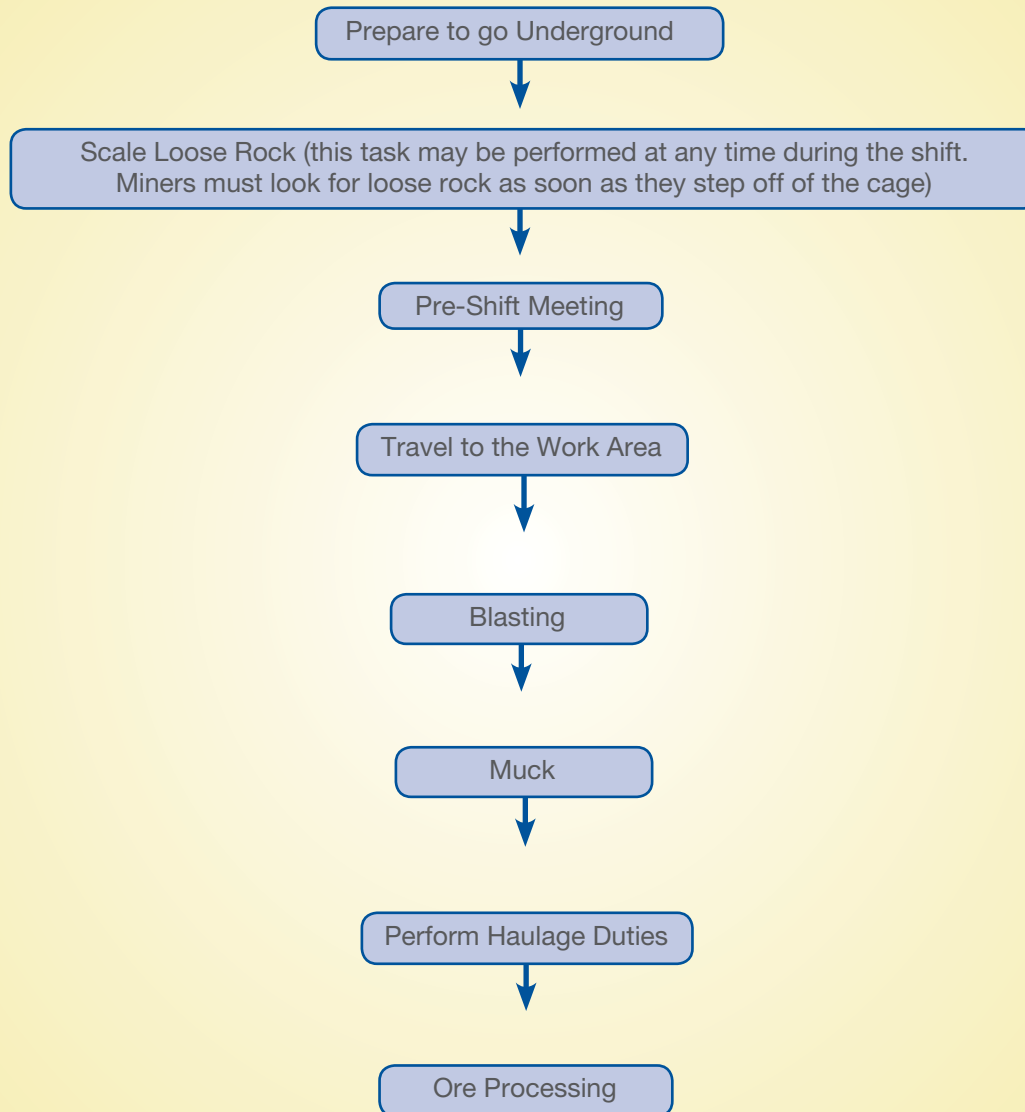 Prepare to go Underground
Scale Loose Rock (this task may be performed at any time during the shift.
Miners must look for loose rock as soon as they step off of the cage)
Pre-Shift Meeting
Travel to the Work Area
Blasting
Muck
Perform Haulage Duties
Ore Processing